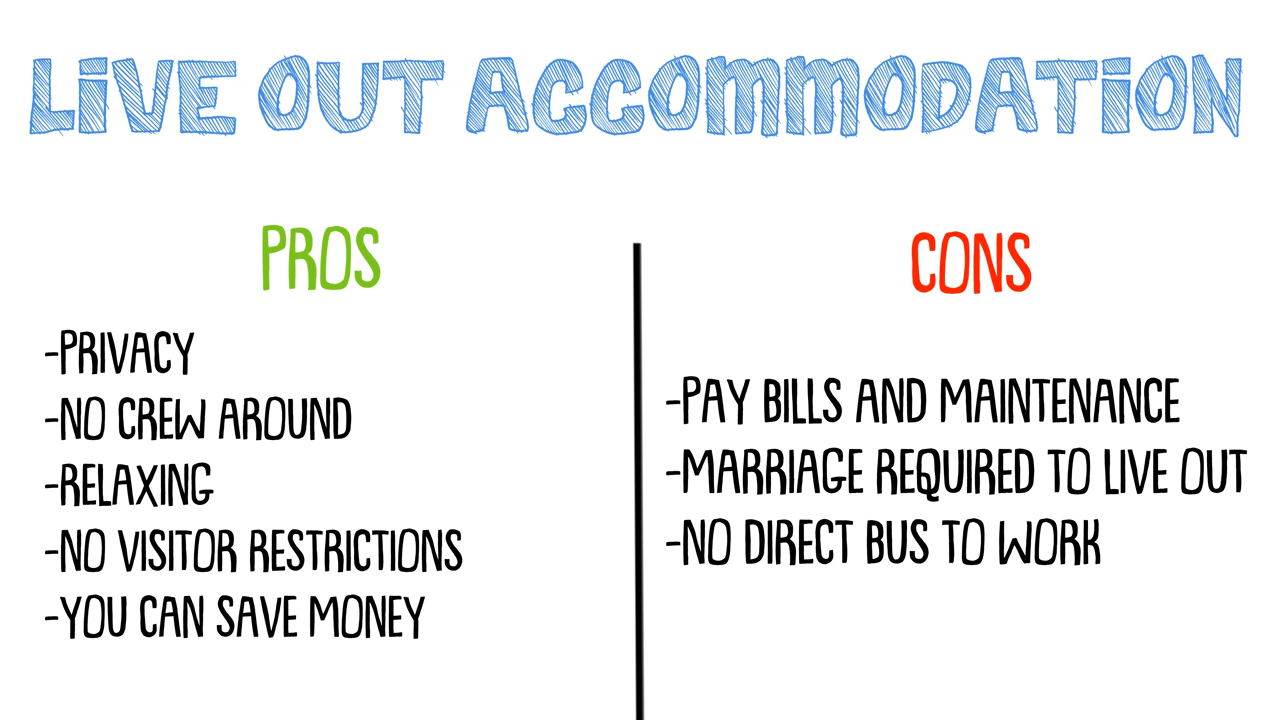 LiVE OUT ACCOMMODATiON
PROS
-PRIVACY
-NO CREW AROUND
-RELAXING
-NO VISITOR RESTRICTIONS
-YOU CAN SAVE MONEY
CONS
-PAY BILLS AND MAINTENANCE
-MARRIAGE REQUIRED TO LIVE OUT
-NO DIRECT BUS TO WORK